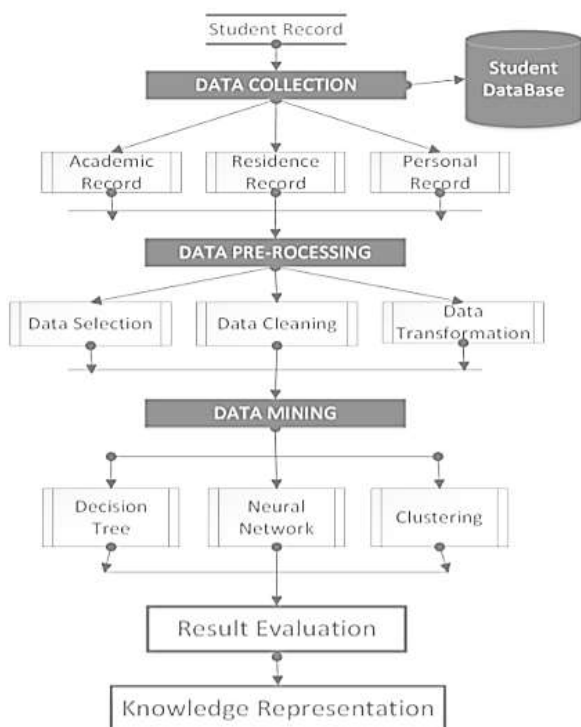 Student Record
DATA COLLECTION
Student
DataBase
Academic
Record
Residence
Record
Personal
Record
DATA PRE-ROCESSING
Data Selection
Data Cleaning
Data
Transformation
DATA MINING
Decision
Tree
Neural
Network
Clustering
Result Evaluation
Knowledge Representation